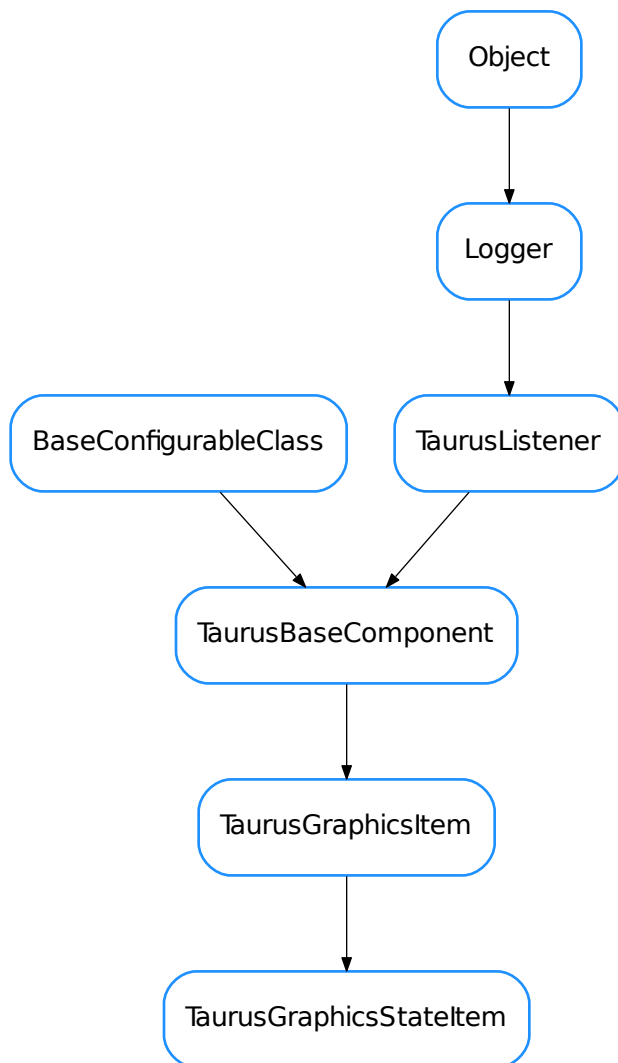 Object
Logger
BaseConfigurableClass
TaurusListener
TaurusBaseComponent
TaurusGraphicsItem
TaurusGraphicsStateItem